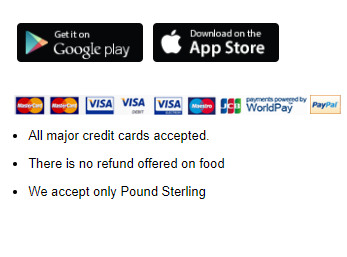 Get it on Download on the
Google play App Store
MasterCard MasterCard VISA VISA DEBIT VISA Maestro JCB payments powered by WorldPay PayPal
All major credit cards accepted.
There is no refund offered on food
We accept only Pound Sterling